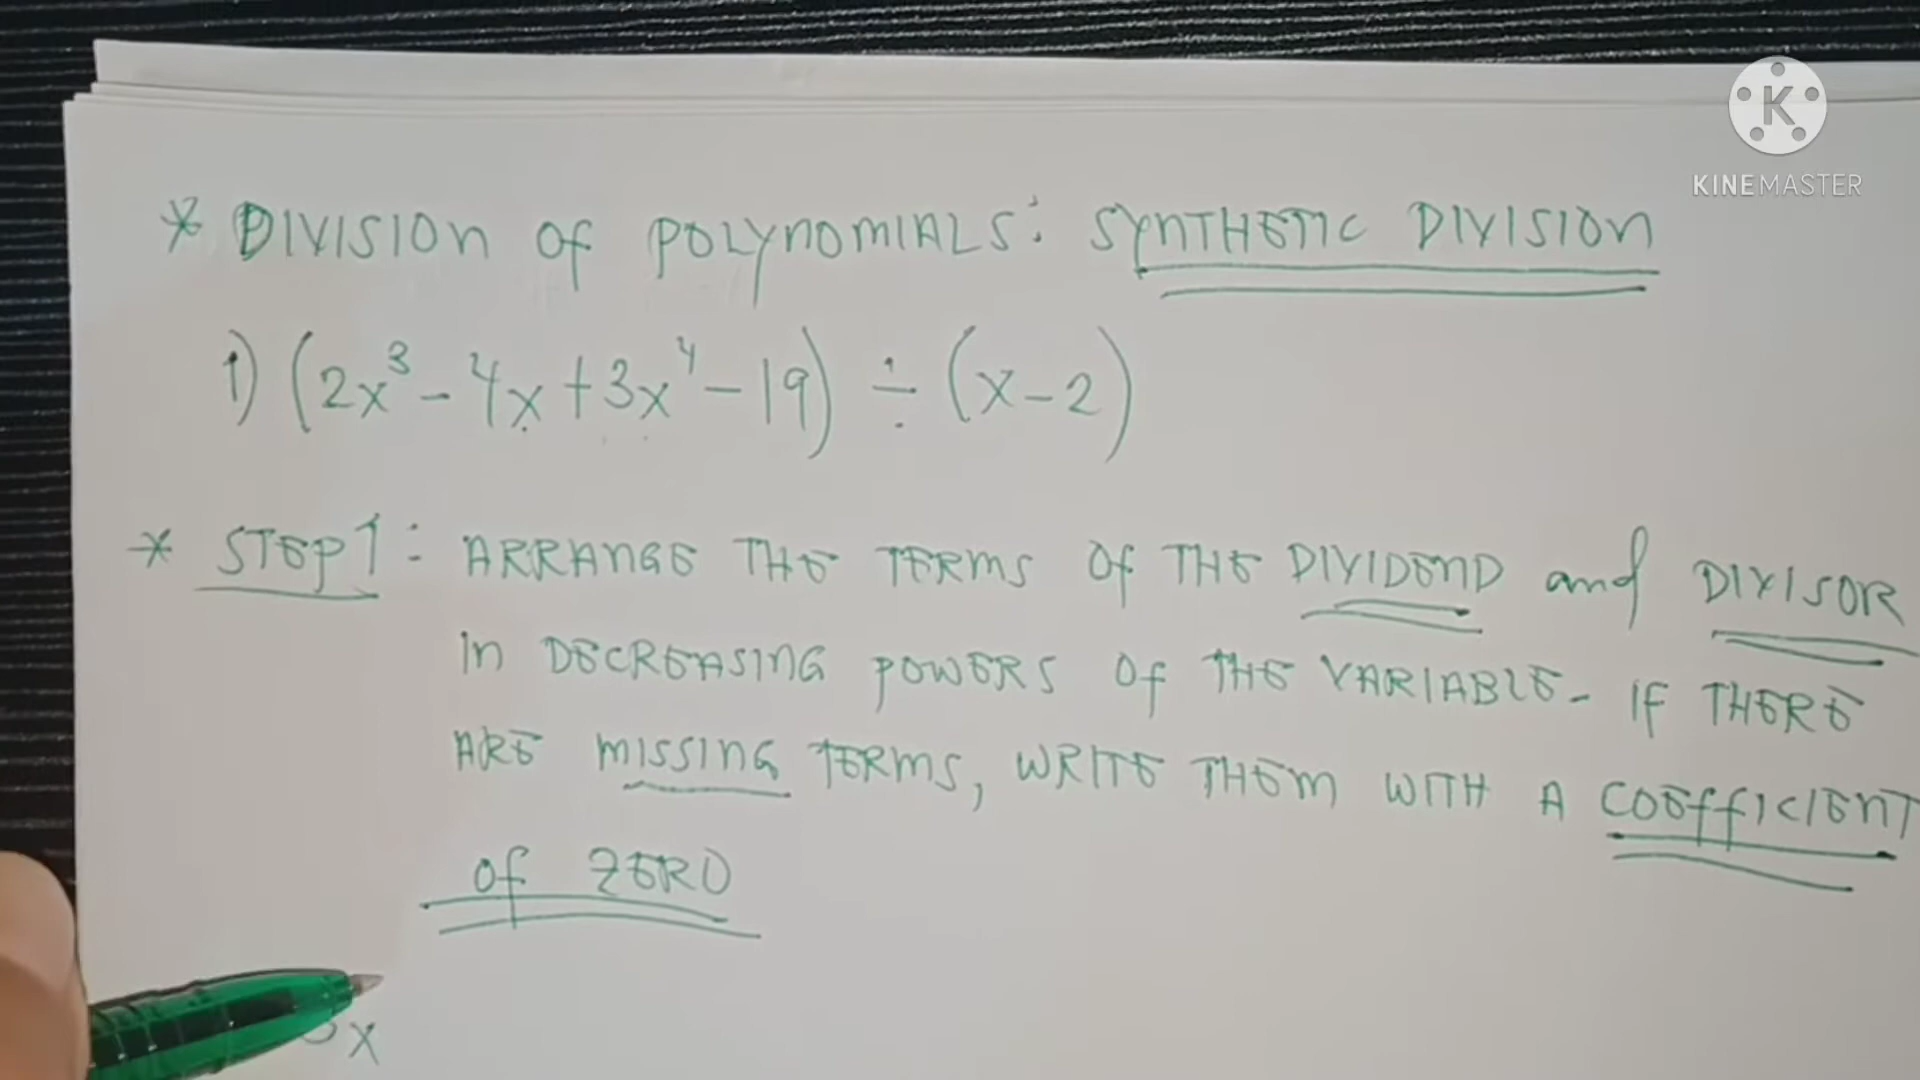 K
KINEMASTER
* DIVISION OF POLYNOMIALS: SYNTHETIC DIVISION
1) (2x³ - 4x + 3x⁴ - 19) ÷ (x - 2)
* STEP 1: ARRANGE THE TERMS OF THE DIVIDEND and DIVISOR
IN DECREASING POWERS OF THE VARIABLE. IF THERE
ARE MISSING TERMS, WRITE THEM WITH A COEFFICIENT
OF ZERO
x